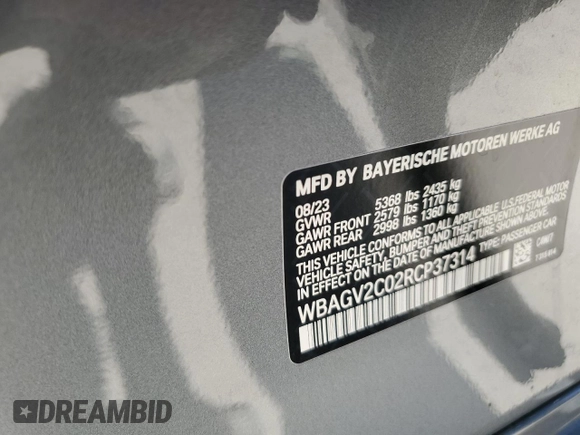 MFD BY BAYERISCHE MOTOREN WERKE AG
08/23
GVWR 5368 lbs 2435 kg
GAWR FRONT 2579 lbs 1170 kg
GAWR REAR 2998 lbs 1360 kg
THIS VEHICLE CONFORMS TO ALL APPLICABLE U.S. FEDERAL MOTOR
VEHICLE SAFETY, BUMPER AND THEFT PREVENTION STANDARDS
IN EFFECT ON THE DATE OF MANUFACTURE SHOWN ABOVE.
WBAGV2C02RCP37314 TYPE: PASSENGER CAR
DREAMBID